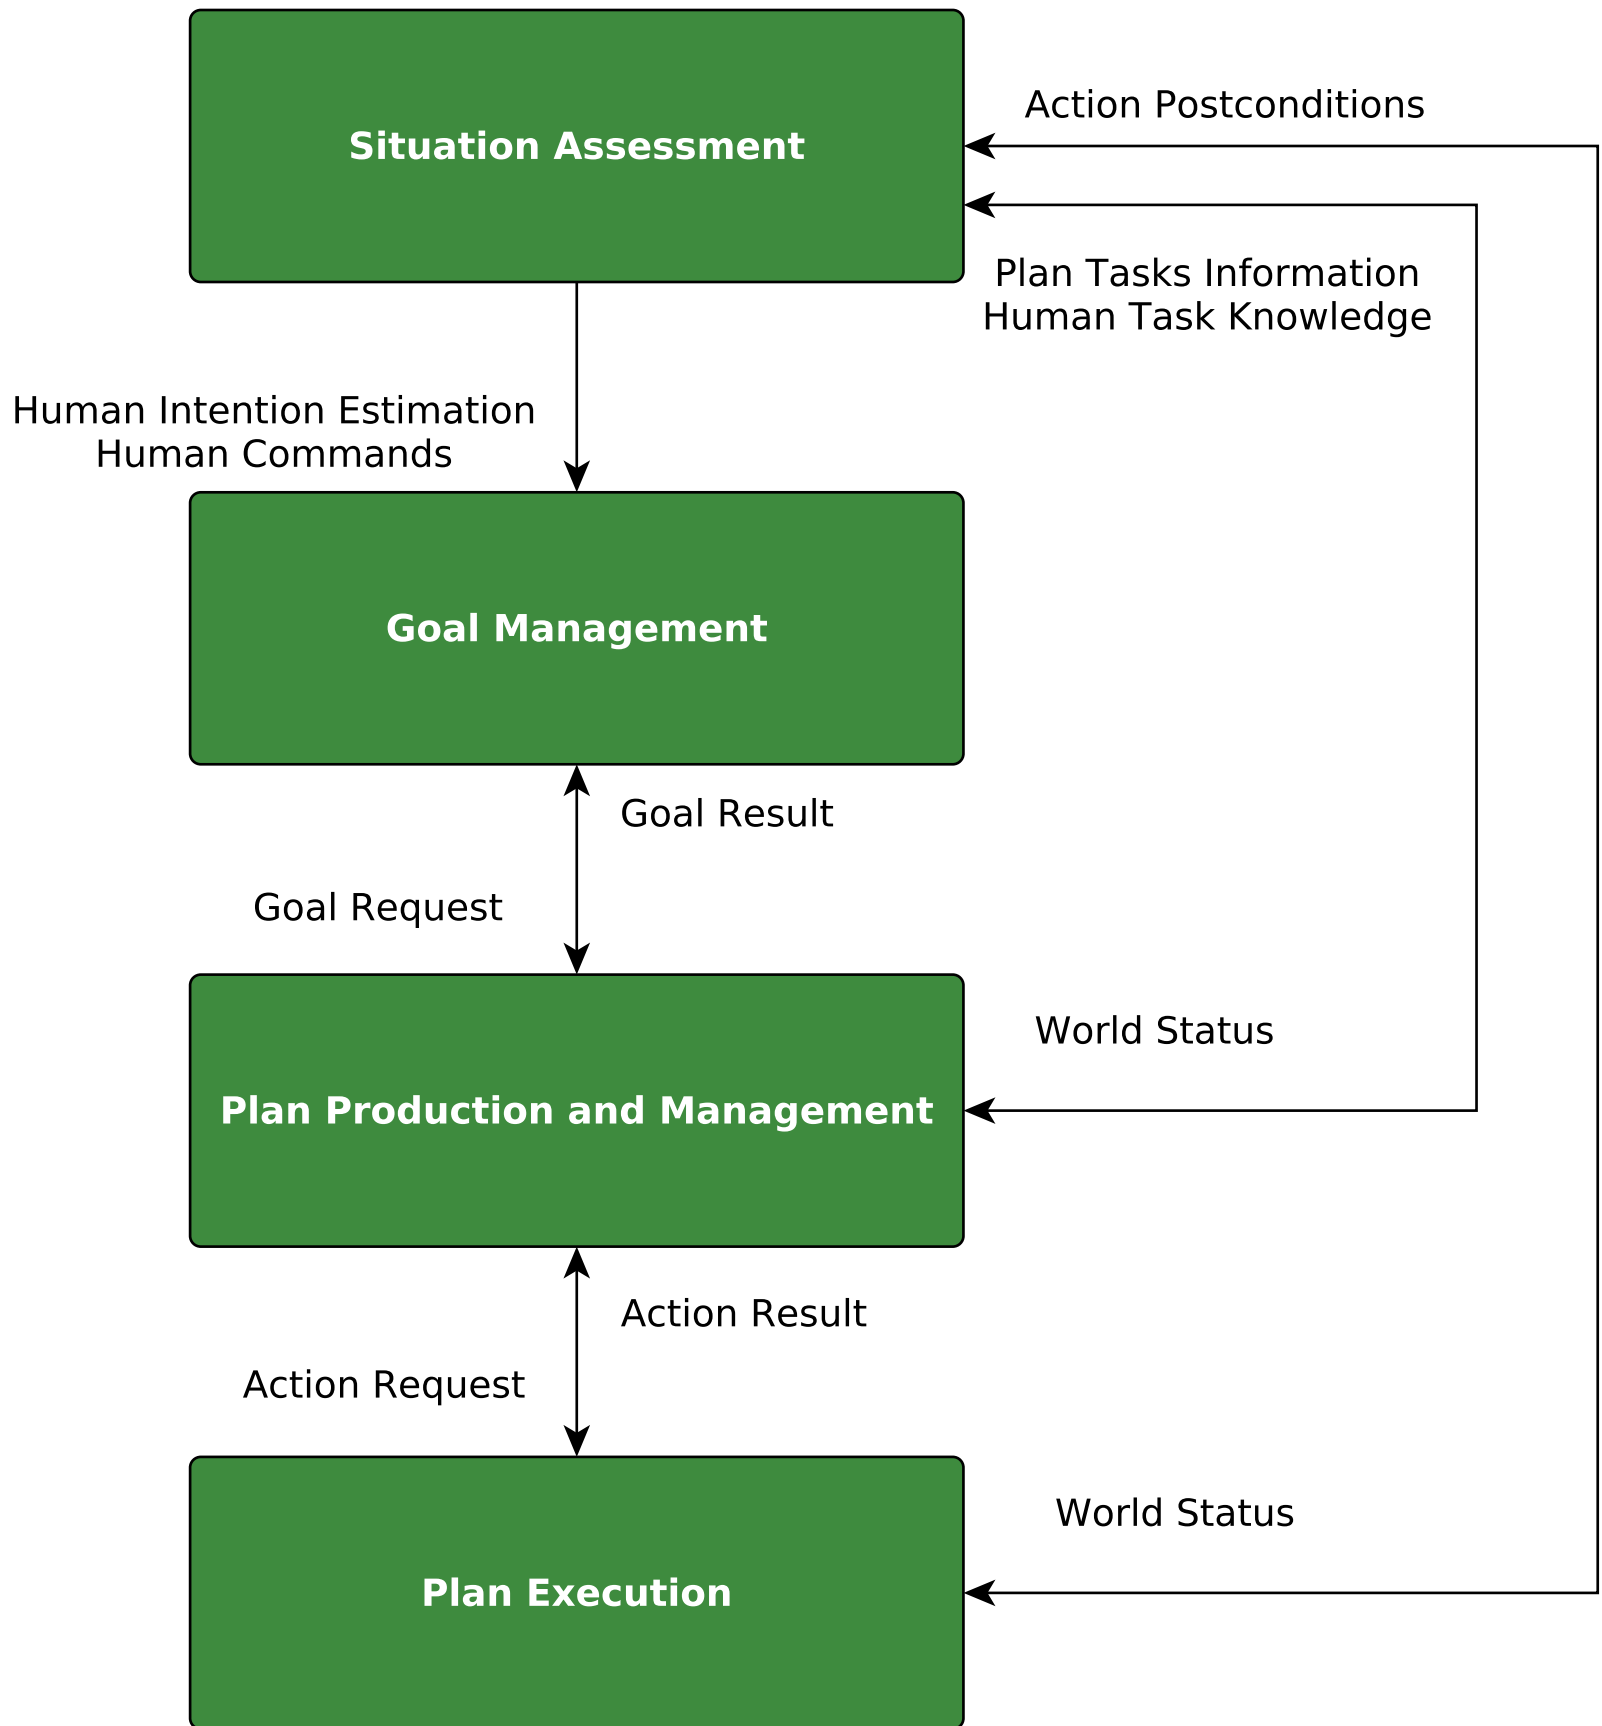 Situation Assessment
Action Postconditions
Plan Tasks Information
Human Task Knowledge
Human Intention Estimation
Human Commands
Goal Management
Goal Result
Goal Request
World Status
Plan Production and Management
Action Result
Action Request
World Status
Plan Execution